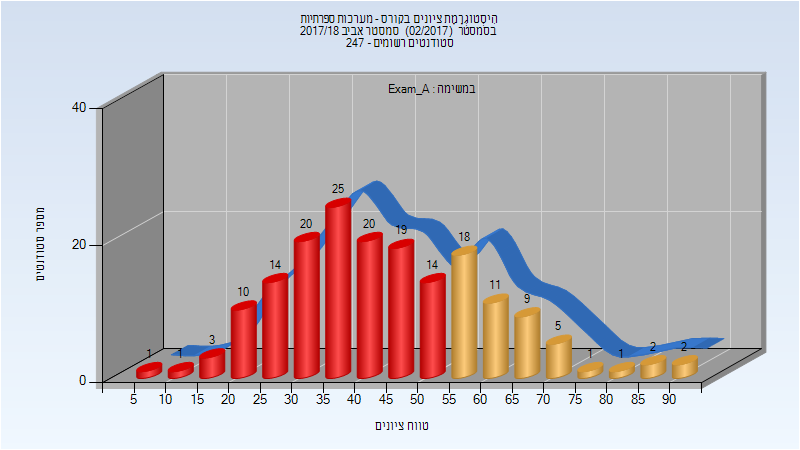 היסטוגרמת ציונים בקורס - מערכות ספרתיות
בסמסטר (02/2017) סמסטר אביב 2017/18
סטודנטים רשומים - 247
במשימה : Exam_A
מספר סטודנטים
40
20
0
1 1 3 10 14 20 25 20 19 14 18 11 9 5 1 1 2 2
5 10 15 20 25 30 35 40 45 50 55 60 65 70 75 80 85 90
טווח ציונים